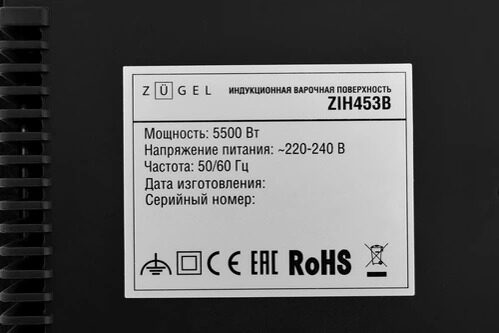 ZÜGEL
ИНДУКЦИОННАЯ ВАРОЧНАЯ ПОВЕРХНОСТЬ
ZIH453B
Мощность: 5500 Вт
Напряжение питания: ~220-240 В
Частота: 50/60 Гц
Дата изготовления:
Серийный номер:
CE EAC RoHS